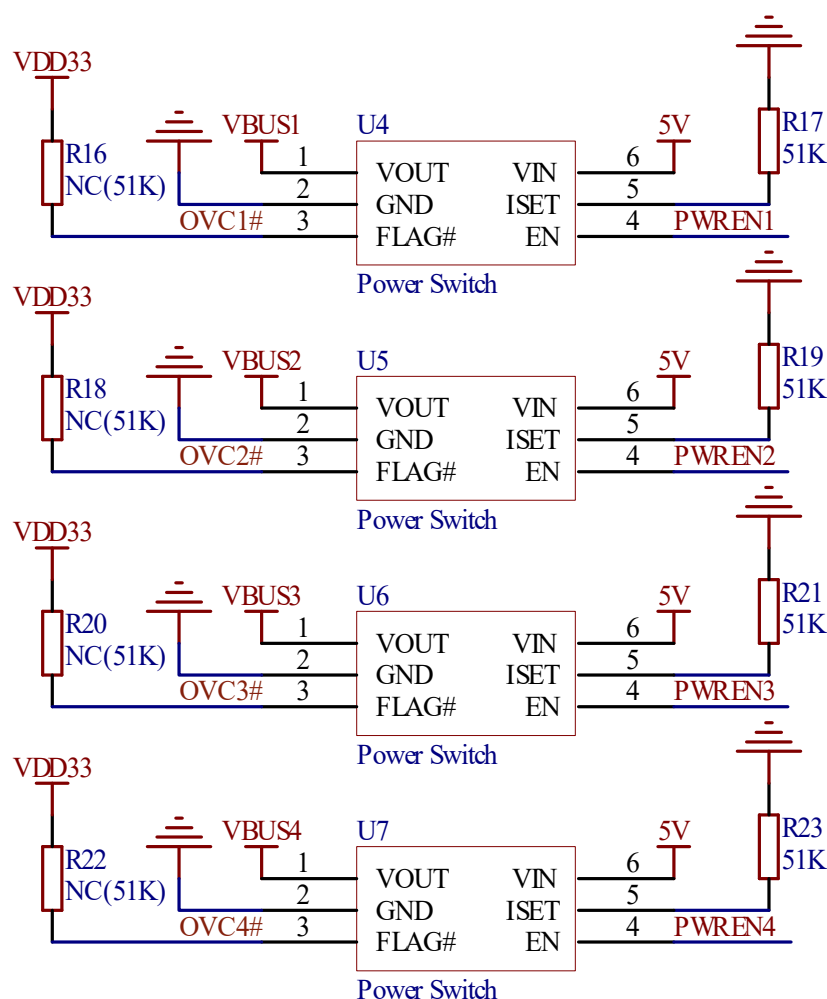 VDD33
R16
NC(51K)
VBUS1
OVC1#
U4
1 VOUT VIN 6
2 GND ISET 5
3 FLAG# EN 4
Power Switch
5V
PWREN1
R17
51K
VDD33
R18
NC(51K)
VBUS2
OVC2#
U5
1 VOUT VIN 6
2 GND ISET 5
3 FLAG# EN 4
Power Switch
5V
PWREN2
R19
51K
VDD33
R20
NC(51K)
VBUS3
OVC3#
U6
1 VOUT VIN 6
2 GND ISET 5
3 FLAG# EN 4
Power Switch
5V
PWREN3
R21
51K
VDD33
R22
NC(51K)
VBUS4
OVC4#
U7
1 VOUT VIN 6
2 GND ISET 5
3 FLAG# EN 4
Power Switch
5V
PWREN4
R23
51K